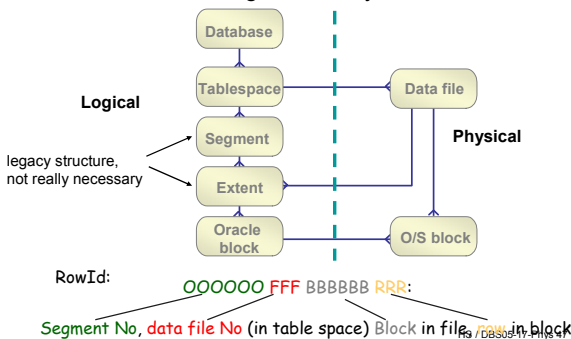 Database
Tablespace
Data file
Logical
Segment
Physical
legacy structure,
not really necessary
Extent
Oracle
block
O/S block
RowId:
OOOOOO FFF BBBBBB RRR:
Segment No, data file No (in table space) Block in file, row in block